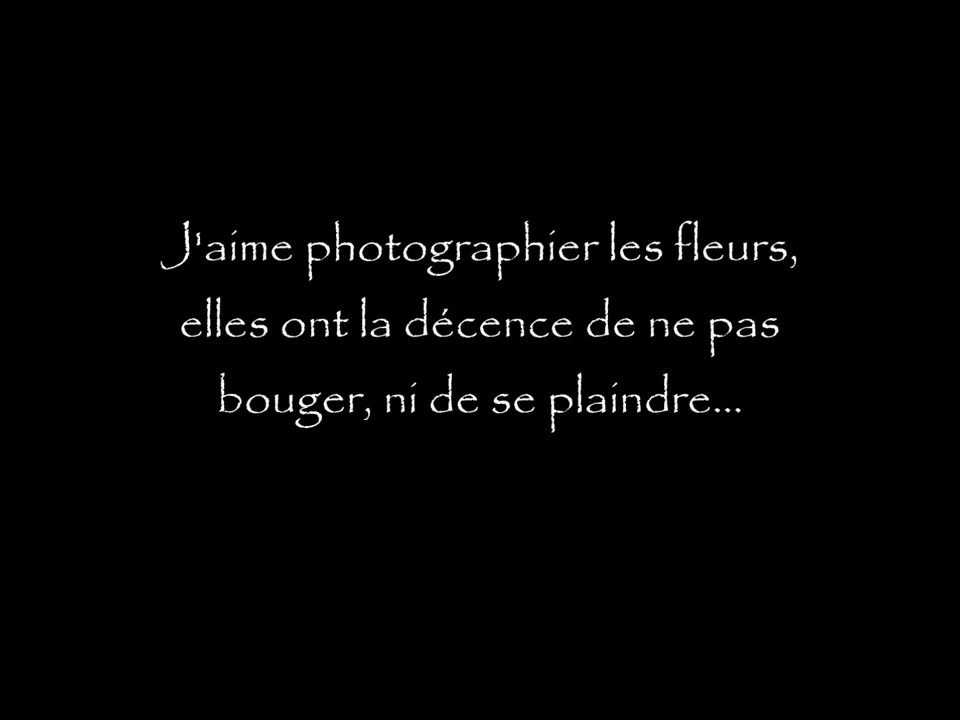 J'aime photographier les fleurs,
elles ont la décence de ne pas
bouger, ni de se plaindre...